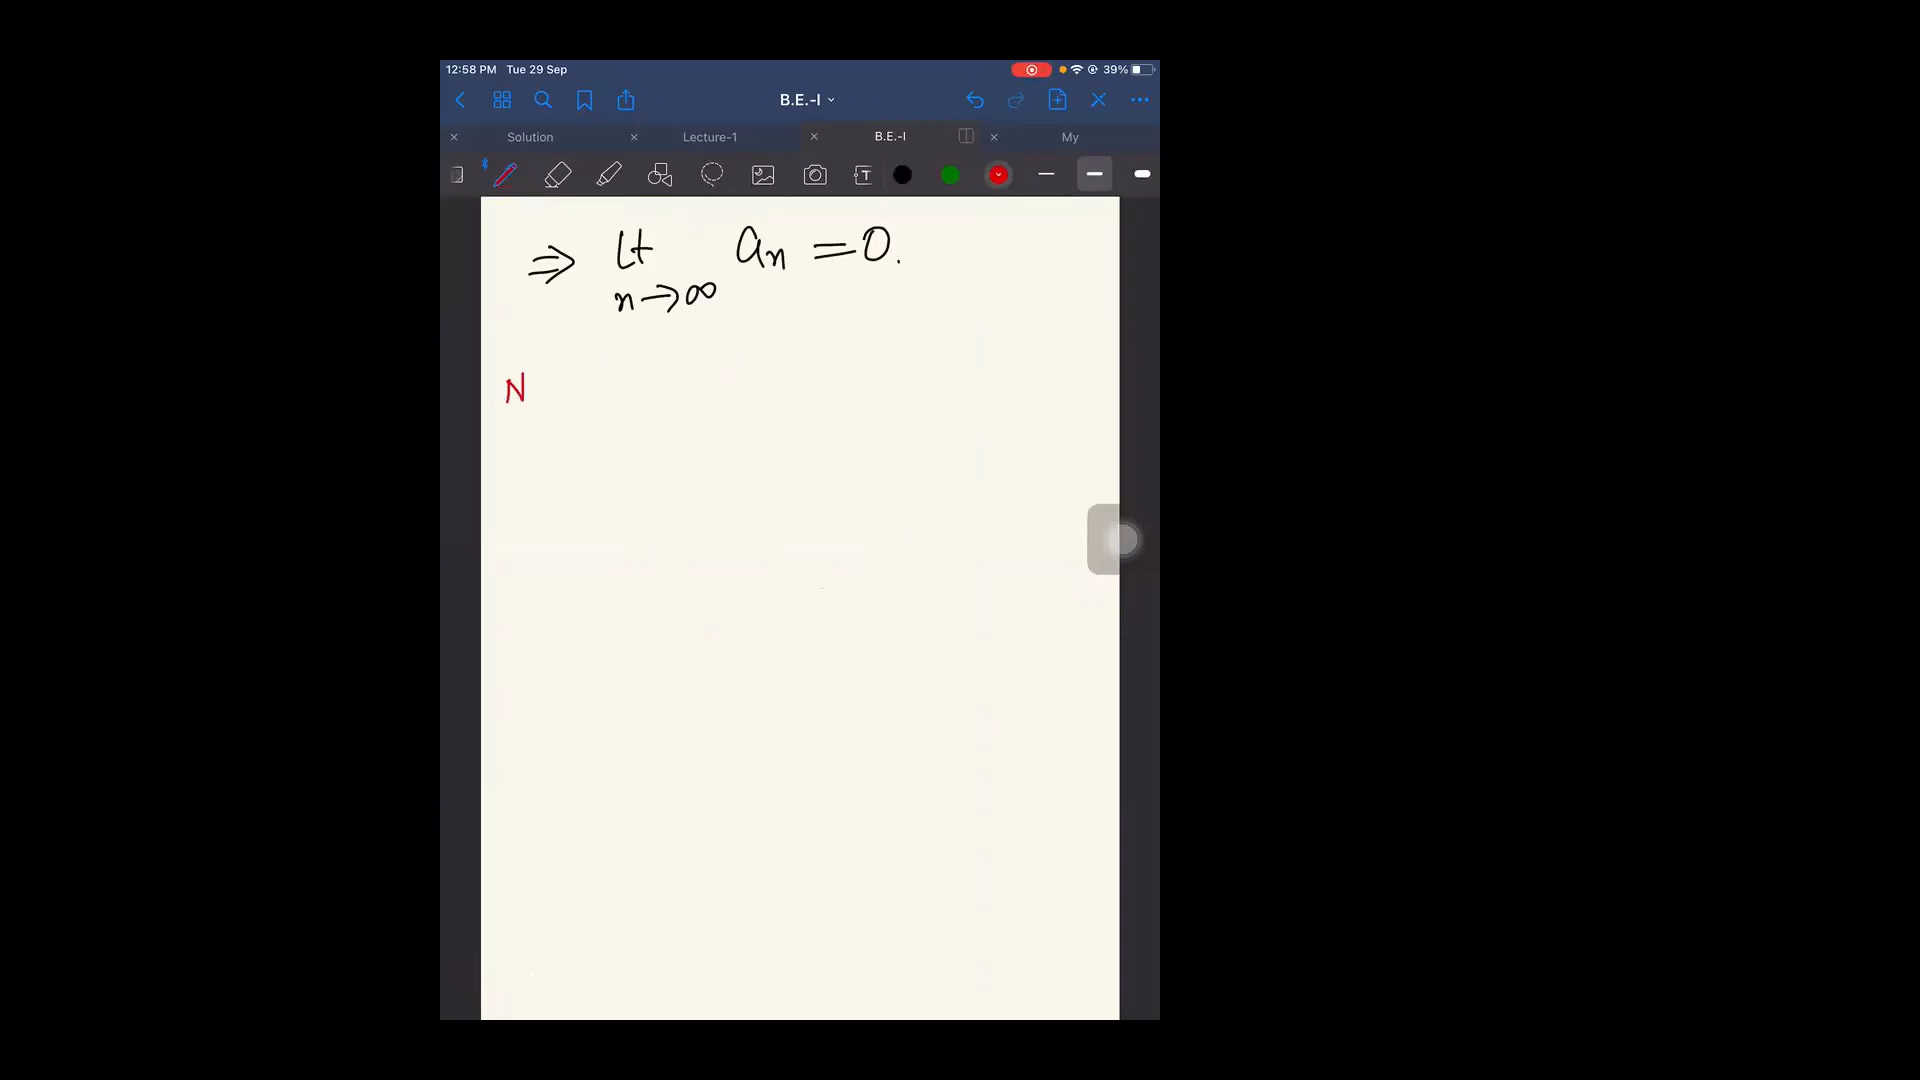 12:58 PM Tue 29 Sep 39%
B.E.-I
Solution Lecture-1 B.E.-I My
T
⇒ Lt aₙ = 0.
n→∞
N